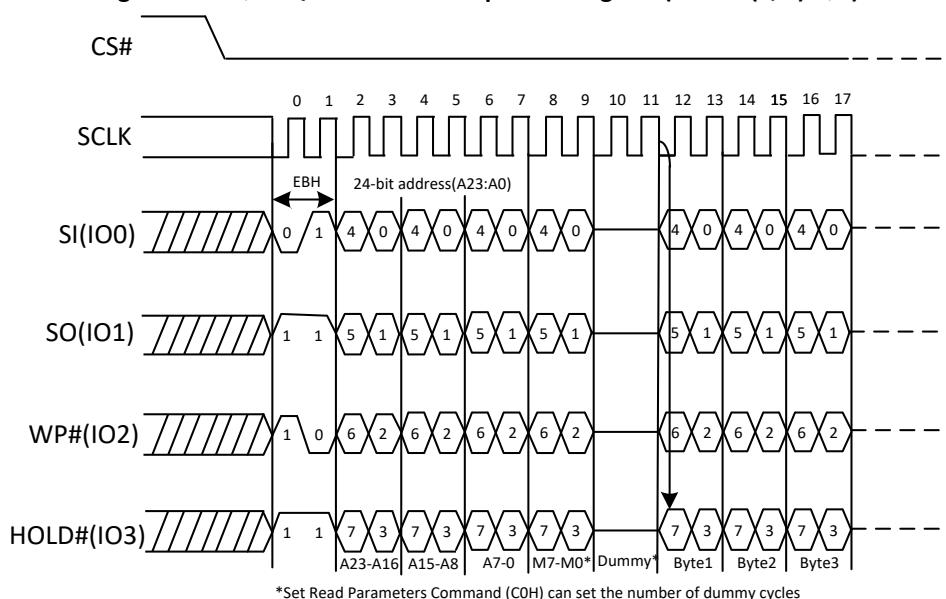 CS#
0 1 2 3 4 5 6 7 8 9 10 11 12 13 14 15 16 17
SCLK
EBH 24-bit address(A23:A0)
SI(IO0) 0 1 4 0 4 0 4 0 4 0 4 0 4 0 4 0
SO(IO1) 1 1 5 1 5 1 5 1 5 1 5 1 5 1 5 1
WP#(IO2) 1 0 6 2 6 2 6 2 6 2 6 2 6 2 6 2
HOLD#(IO3) 1 1 7 3 7 3 7 3 7 3 7 3 7 3 7 3
A23-A16 A15-A8 A7-0 M7-M0* Dummy* Byte1 Byte2 Byte3
*Set Read Parameters Command (C0H) can set the number of dummy cycles